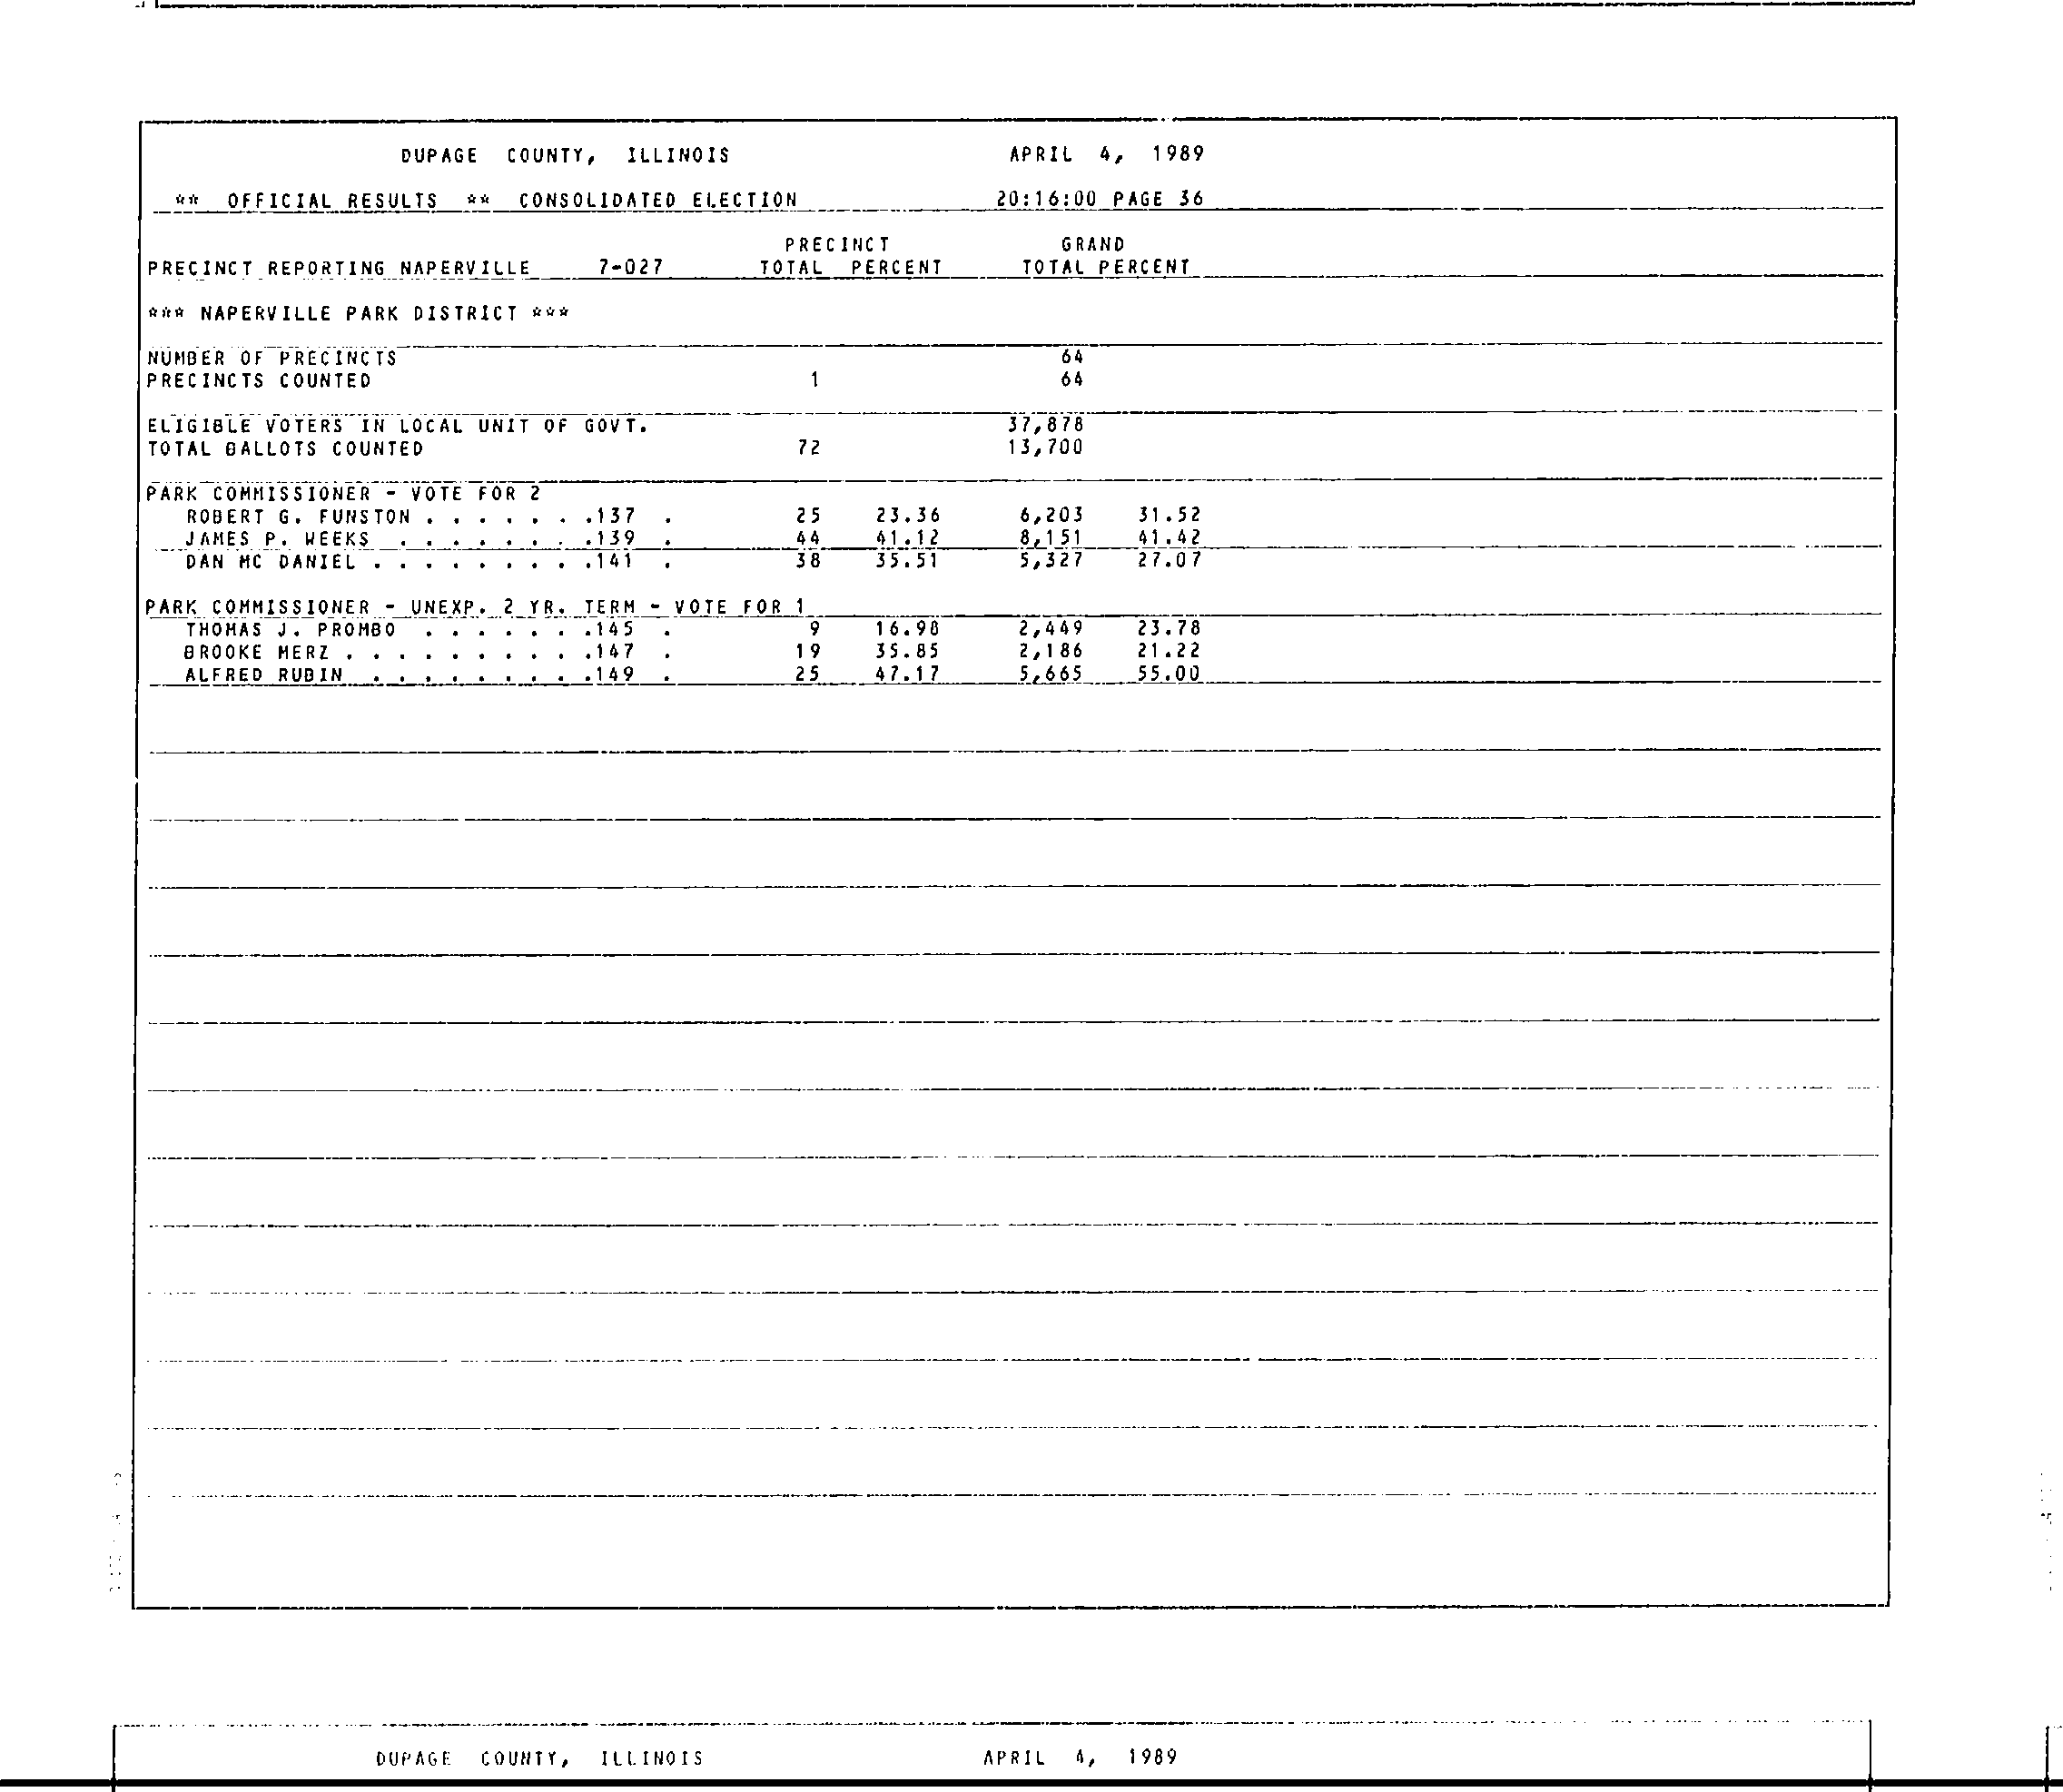 DUPAGE COUNTY, ILLINOIS APRIL 4, 1989
** OFFICIAL RESULTS ** CONSOLIDATED ELECTION 20:16:00 PAGE 36
PRECINCT GRAND
PRECINCT REPORTING NAPERVILLE 7-027 TOTAL PERCENT TOTAL PERCENT
*** NAPERVILLE PARK DISTRICT ***
NUMBER OF PRECINCTS 64
PRECINCTS COUNTED 1 64
ELIGIBLE VOTERS IN LOCAL UNIT OF GOVT. 37,878
TOTAL BALLOTS COUNTED 72 13,700
PARK COMMISSIONER - VOTE FOR 2
ROBERT G. FUNSTON . . . . . . .137 . 25 23.36 6,203 31.52
JAMES P. WEEKS . . . . . . . .139 . 44 41.12 8,151 41.42
DAN MC DANIEL . . . . . . . . .141 . 38 35.51 5,327 27.07
PARK COMMISSIONER - UNEXP. 2 YR. TERM - VOTE FOR 1
THOMAS J. PROMBO . . . . . . .145 . 9 16.98 2,449 23.78
BROOKE MERZ . . . . . . . . . .147 . 19 35.85 2,186 21.22
ALFRED RUBIN . . . . . . . . .149 . 25 47.17 5,665 55.00
DUPAGE COUNTY, ILLINOIS APRIL 4, 1989